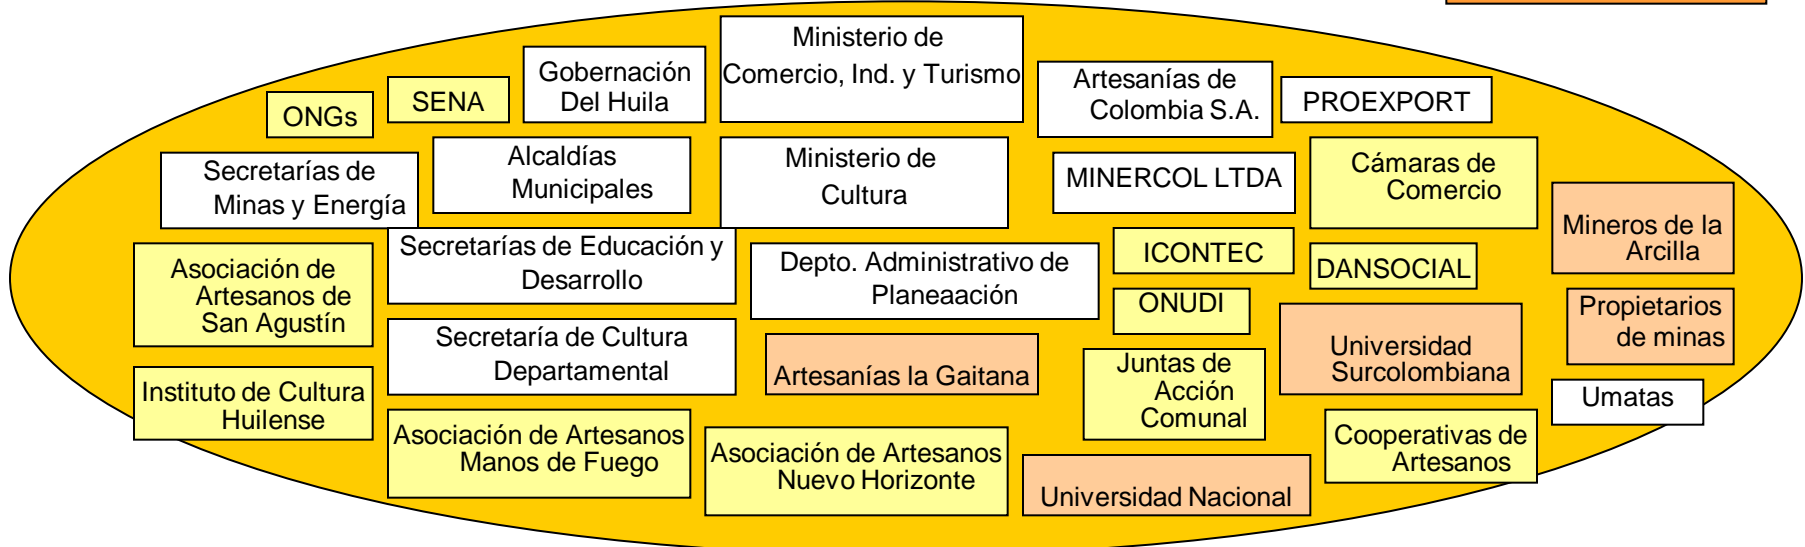 Ministerio de
Comercio, Ind. y Turismo
Gobernación
Del Huila
Artesanías de
Colombia S.A.
PROEXPORT
SENA
ONGs
Secretarías de
Minas y Energía
Alcaldías
Municipales
Ministerio de
Cultura
MINERCOL LTDA
Cámaras de
Comercio
Mineros de la
Arcilla
Asociación de
Artesanos de
San Agustín
Secretarías de Educación y
Desarrollo
Depto. Administrativo de
Planeaación
ICONTEC
DANSOCIAL
ONUDI
Propietarios
de minas
Secretaría de Cultura
Departamental
Artesanías la Gaitana
Juntas de
Acción
Comunal
Universidad
Surcolombiana
Instituto de Cultura
Huilense
Umatas
Asociación de Artesanos
Manos de Fuego
Asociación de Artesanos
Nuevo Horizonte
Universidad Nacional
Cooperativas de
Artesanos